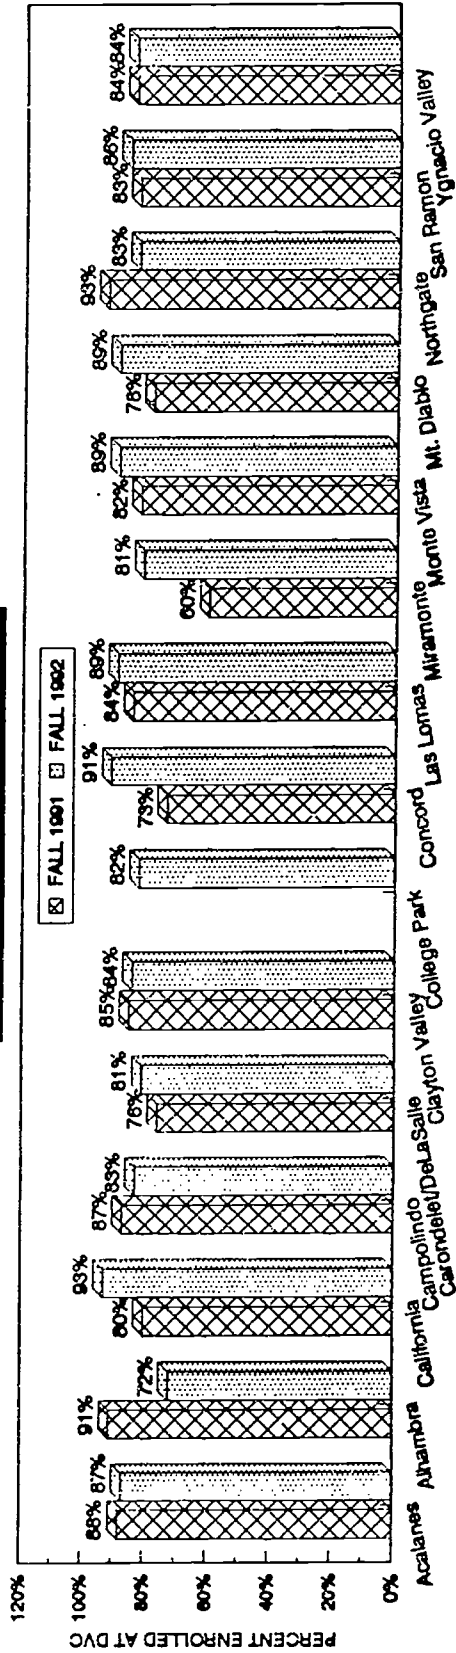 FALL 1991 FALL 1992
PERCENT ENROLLED AT DVC
120%
100%
80%
60%
40%
20%
0%
88% 87%
91% 72%
80% 93%
87% 83%
76% 81%
85% 84%
82%
73% 91%
84% 89%
60% 81%
82% 89%
78% 89%
93% 83%
83% 86%
84% 84%
Acalanes
Alhambra
California
Campolindo
Carondelet/DeLaSalle
Clayton Valley
College Park
Concord
Las Lomas
Miramonte
Monte Vista
Mt. Diablo
Northgate
San Ramon
Ygnacio Valley